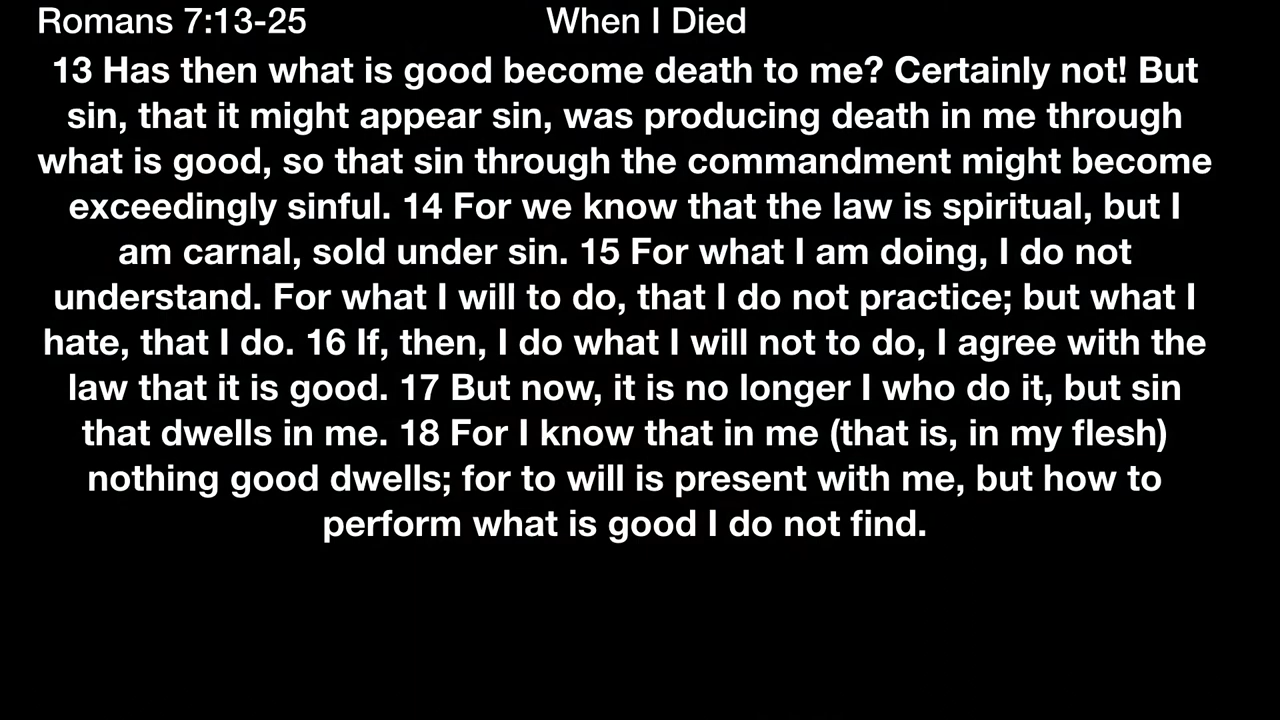 Romans 7:13-25 When I Died
13 Has then what is good become death to me? Certainly not! But
sin, that it might appear sin, was producing death in me through
what is good, so that sin through the commandment might become
exceedingly sinful. 14 For we know that the law is spiritual, but I
am carnal, sold under sin. 15 For what I am doing, I do not
understand. For what I will to do, that I do not practice; but what I
hate, that I do. 16 If, then, I do what I will not to do, I agree with the
law that it is good. 17 But now, it is no longer I who do it, but sin
that dwells in me. 18 For I know that in me (that is, in my flesh)
nothing good dwells; for to will is present with me, but how to
perform what is good I do not find.